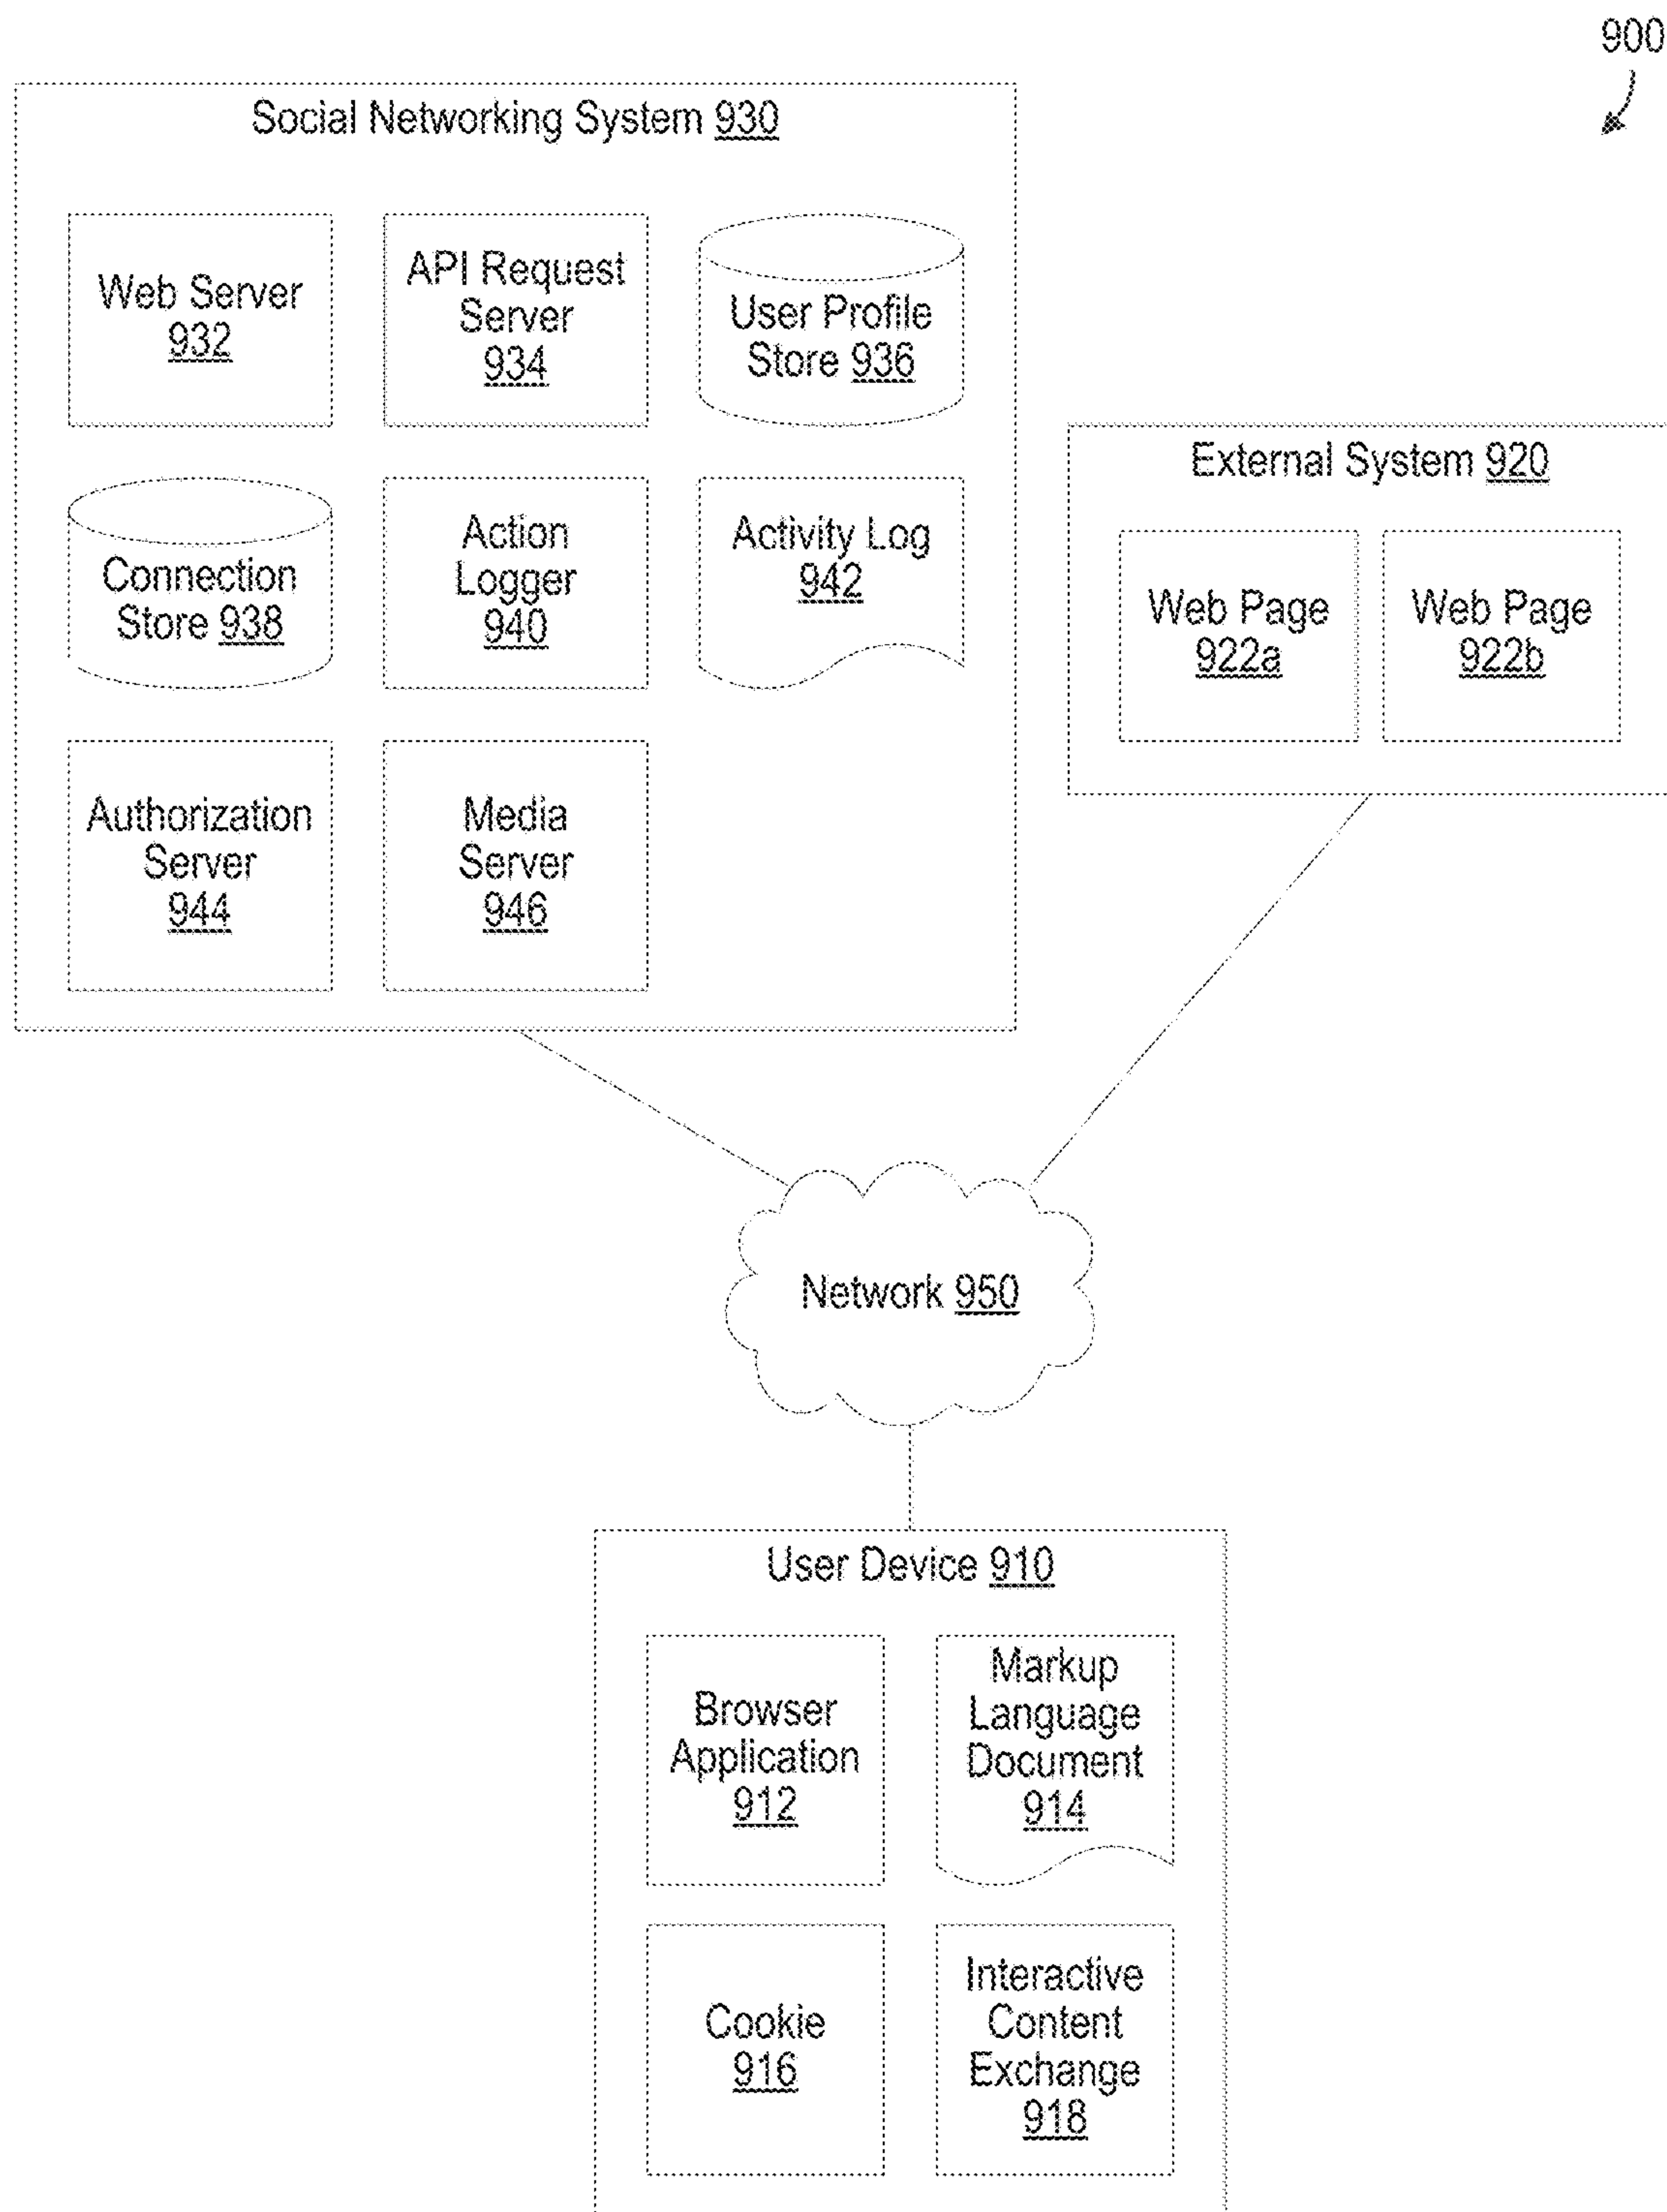 900
Social Networking System 930
Web Server
932
API Request
Server
934
User Profile
Store 936
Connection
Store 938
Action
Logger
940
Activity Log
942
Authorization
Server
944
Media
Server
946
External System 920
Web Page
922a
Web Page
922b
Network 950
User Device 910
Browser
Application
912
Markup
Language
Document
914
Cookie
916
Interactive
Content
Exchange
918